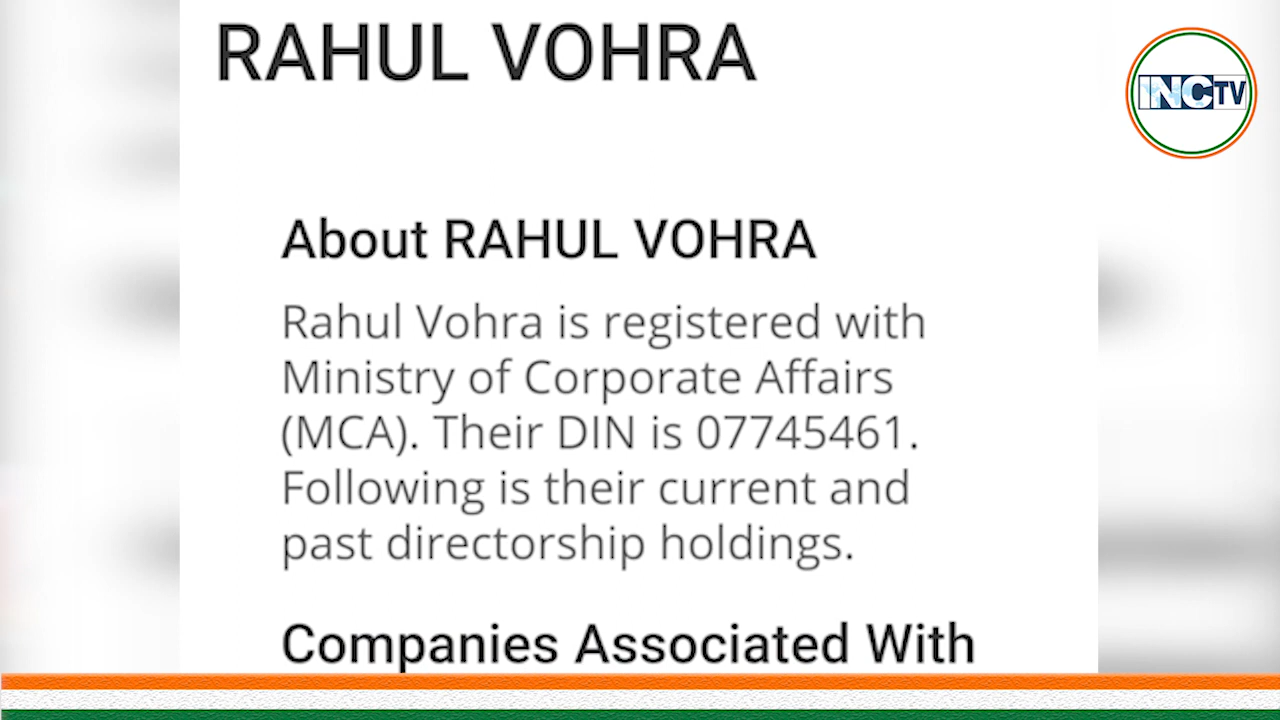 RAHUL VOHRA
INCTV
About RAHUL VOHRA
Rahul Vohra is registered with
Ministry of Corporate Affairs
(MCA). Their DIN is 07745461.
Following is their current and
past directorship holdings.
Companies Associated With